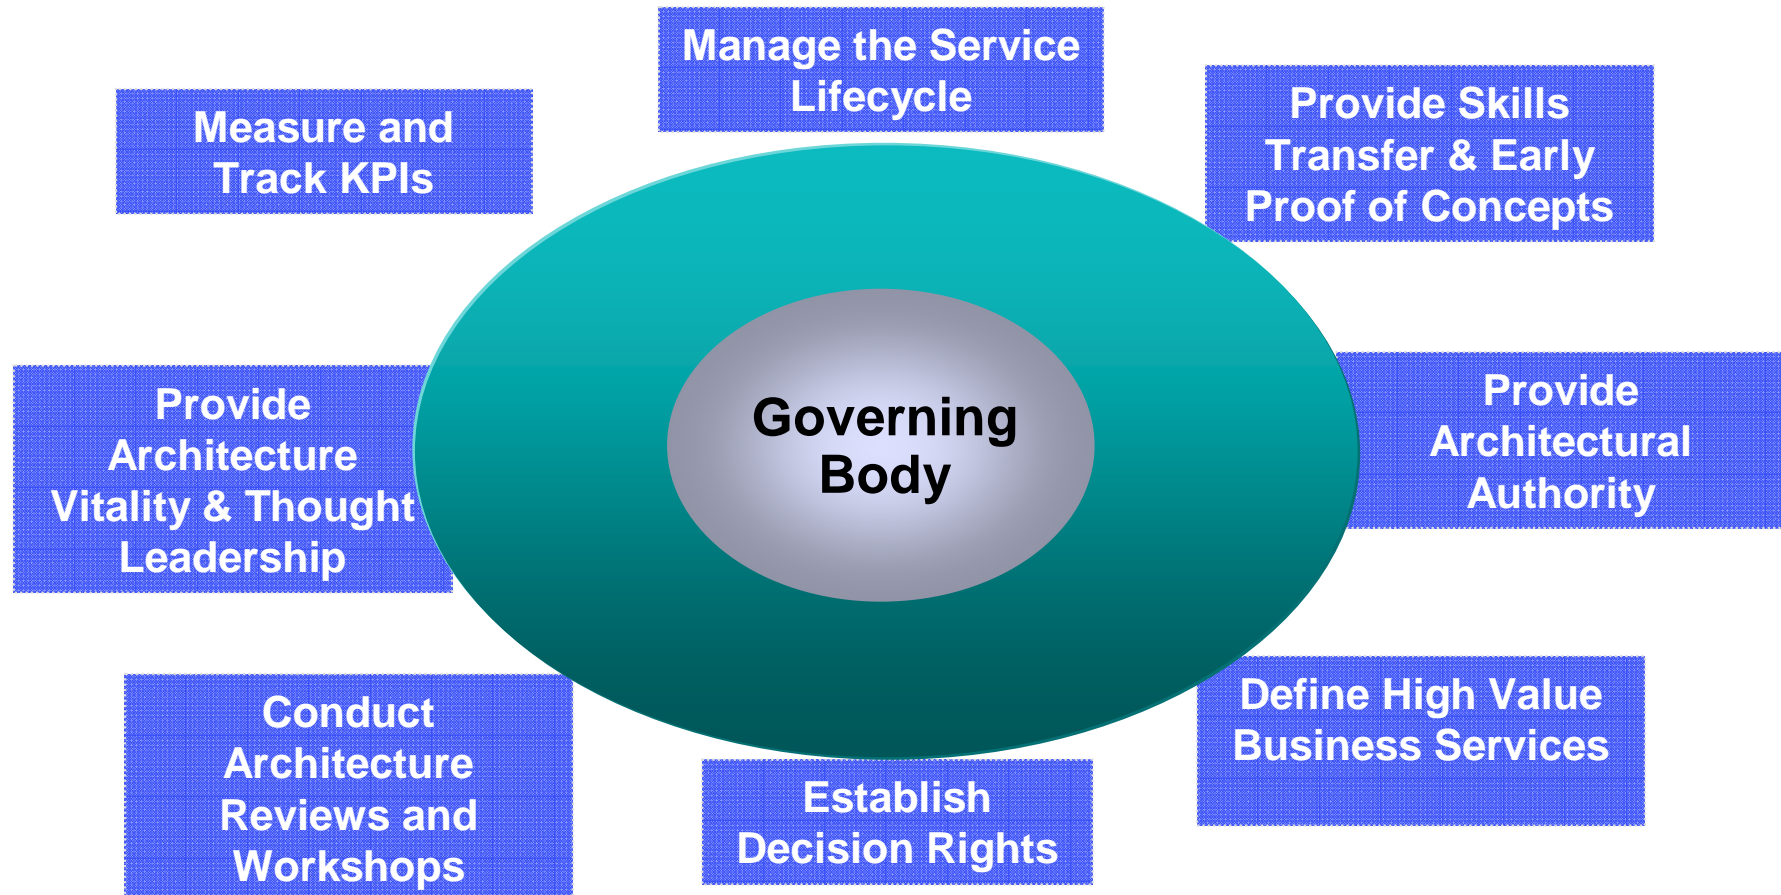 Manage the Service
Lifecycle
Measure and
Track KPIs
Provide Skills
Transfer & Early
Proof of Concepts
Provide
Architecture
Vitality & Thought
Leadership
Governing
Body
Provide
Architectural
Authority
Conduct
Architecture
Reviews and
Workshops
Establish
Decision Rights
Define High Value
Business Services